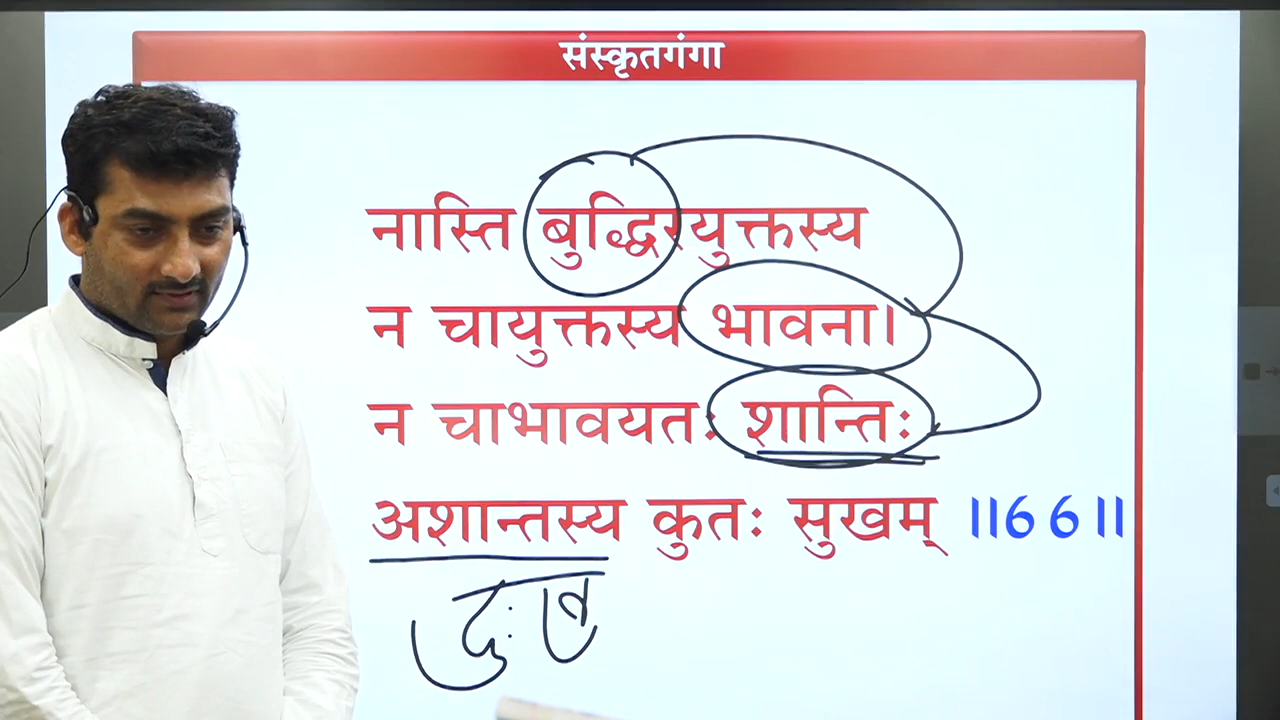 संस्कृतगंगा
नास्ति बुद्धिरयुक्तस्य
न चायुक्तस्य भावना।
न चाभावयतः शान्तिः
अशान्तस्य कुतः सुखम् ॥66॥
दुःख